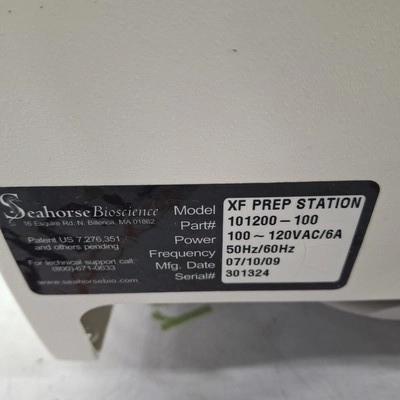 Seahorse Bioscience
16 Esquire Rd. N. Billerica, MA 01862
Patent US 7,276,351
and others pending
For technical support call:
(800)-671-0633
www.seahorsebio.com
Model XF PREP STATION
Part# 101200-100
Power 100~120VAC/6A
Frequency 50Hz/60Hz
Mfg. Date 07/10/09
Serial# 301324